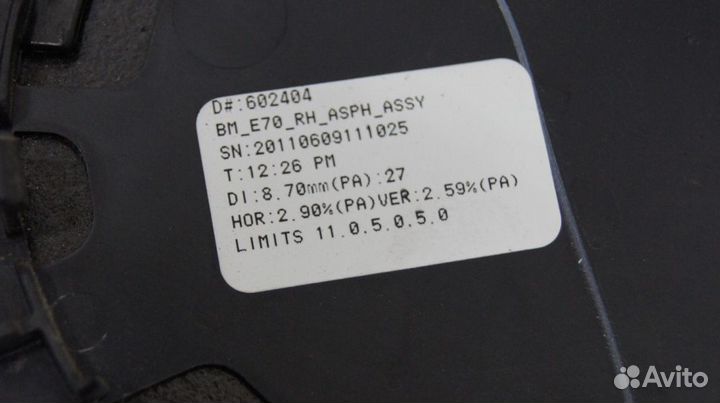 D#:602404
BM_E70_RH_ASPH_ASSY
SN:20110609111025
T:12:26 PM
DI:8.70mm(PA):27
HOR:2.90%(PA)VER:2.59%(PA)
LIMITS 11.0.5.0.5.0
Avito